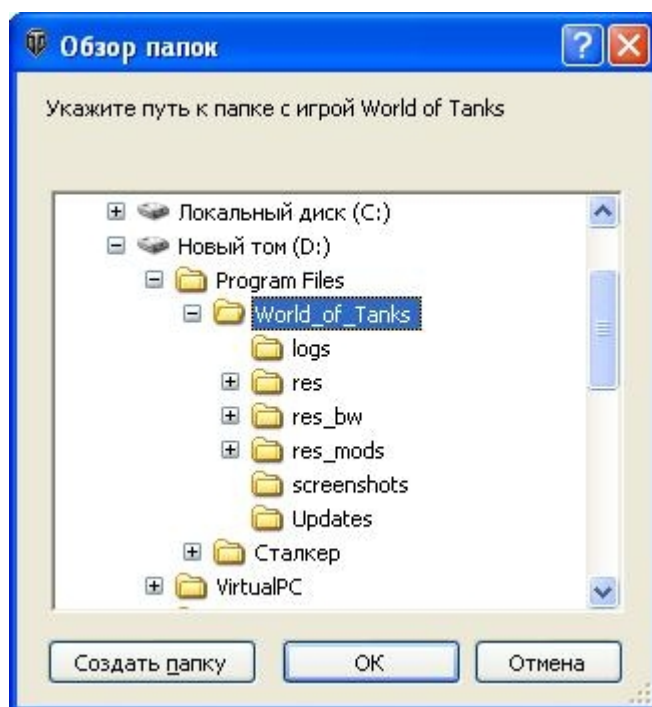 Обзор папок
Укажите путь к папке с игрой World of Tanks
Локальный диск (C:)
Новый том (D:)
Program Files
World_of_Tanks
logs
res
res_bw
res_mods
screenshots
Updates
Сталкер
VirtualPC
Создать папку ОК Отмена